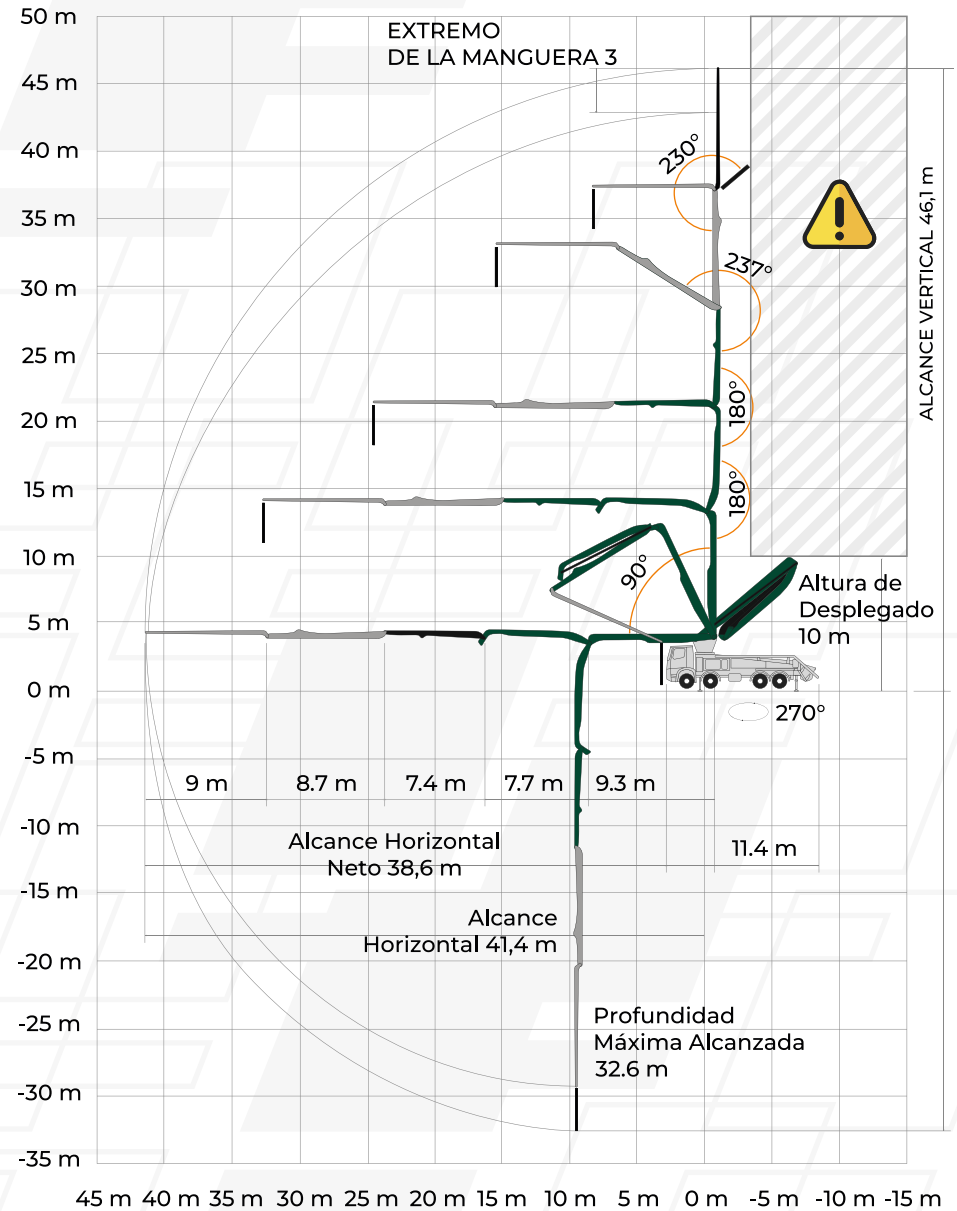 50 m
45 m
40 m
35 m
30 m
25 m
20 m
15 m
10 m
5 m
0 m
-5 m
-10 m
-15 m
-20 m
-25 m
-30 m
-35 m
EXTREMO
DE LA MANGUERA 3
230°
237°
180°
180°
90°
ALCANCE VERTICAL 46,1 m
Altura de
Desplegado
10 m
270°
9 m 8.7 m 7.4 m 7.7 m 9.3 m
Alcance Horizontal
Neto 38,6 m
11.4 m
Alcance
Horizontal 41,4 m
Profundidad
Máxima Alcanzada
32.6 m
45 m 40 m 35 m 30 m 25 m 20 m 15 m 10 m 5 m 0 m -5 m -10 m -15 m